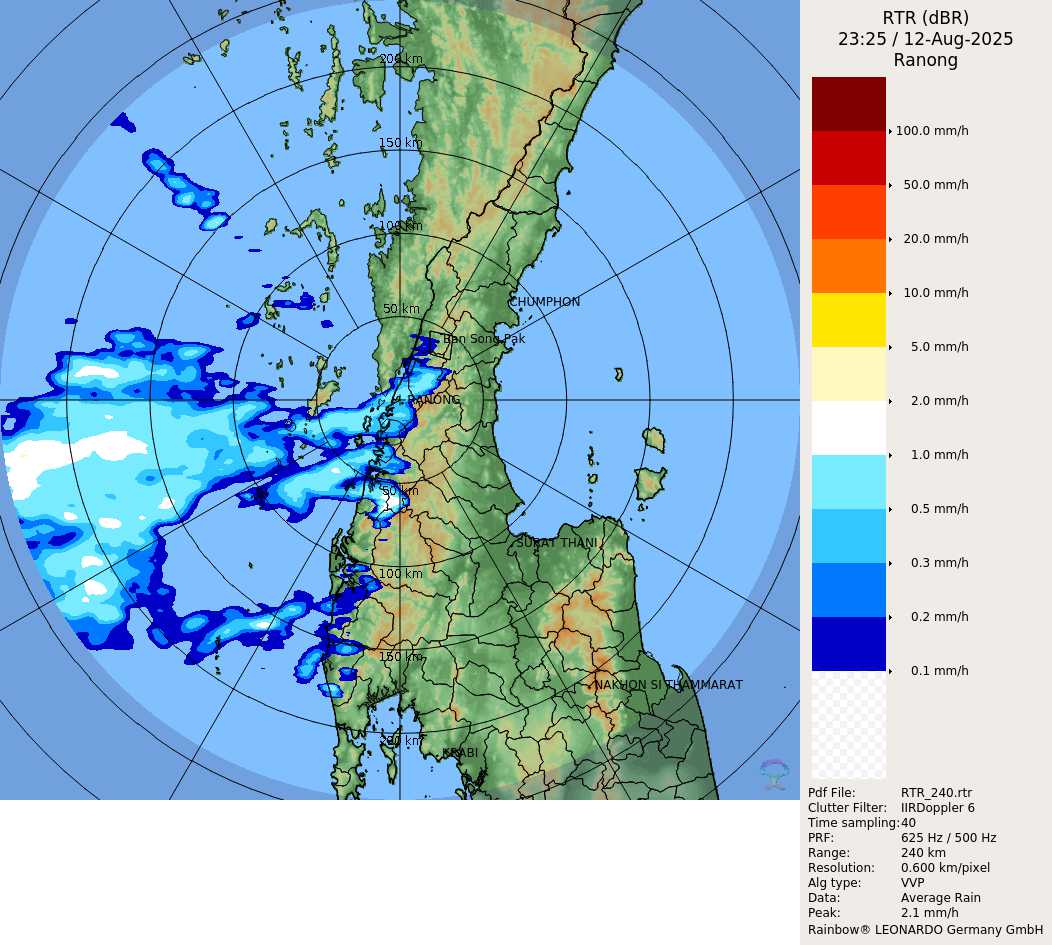 RTR (dBR)
23:25 / 12-Aug-2025
Ranong
200 km
150 km
100 km
50 km
CHUMPHON
Ban Song Pak
RANONG
50 km
SURAT THANI
100 km
150 km
NAKHON SI THAMMARAT
200 km
KRABI
100.0 mm/h
50.0 mm/h
20.0 mm/h
10.0 mm/h
5.0 mm/h
2.0 mm/h
1.0 mm/h
0.5 mm/h
0.3 mm/h
0.2 mm/h
0.1 mm/h
Pdf File: RTR_240.rtr
Clutter Filter: IIRDoppler 6
Time sampling:40
PRF: 625 Hz / 500 Hz
Range: 240 km
Resolution: 0.600 km/pixel
Alg type: VVP
Data: Average Rain
Peak: 2.1 mm/h
Rainbow® LEONARDO Germany GmbH